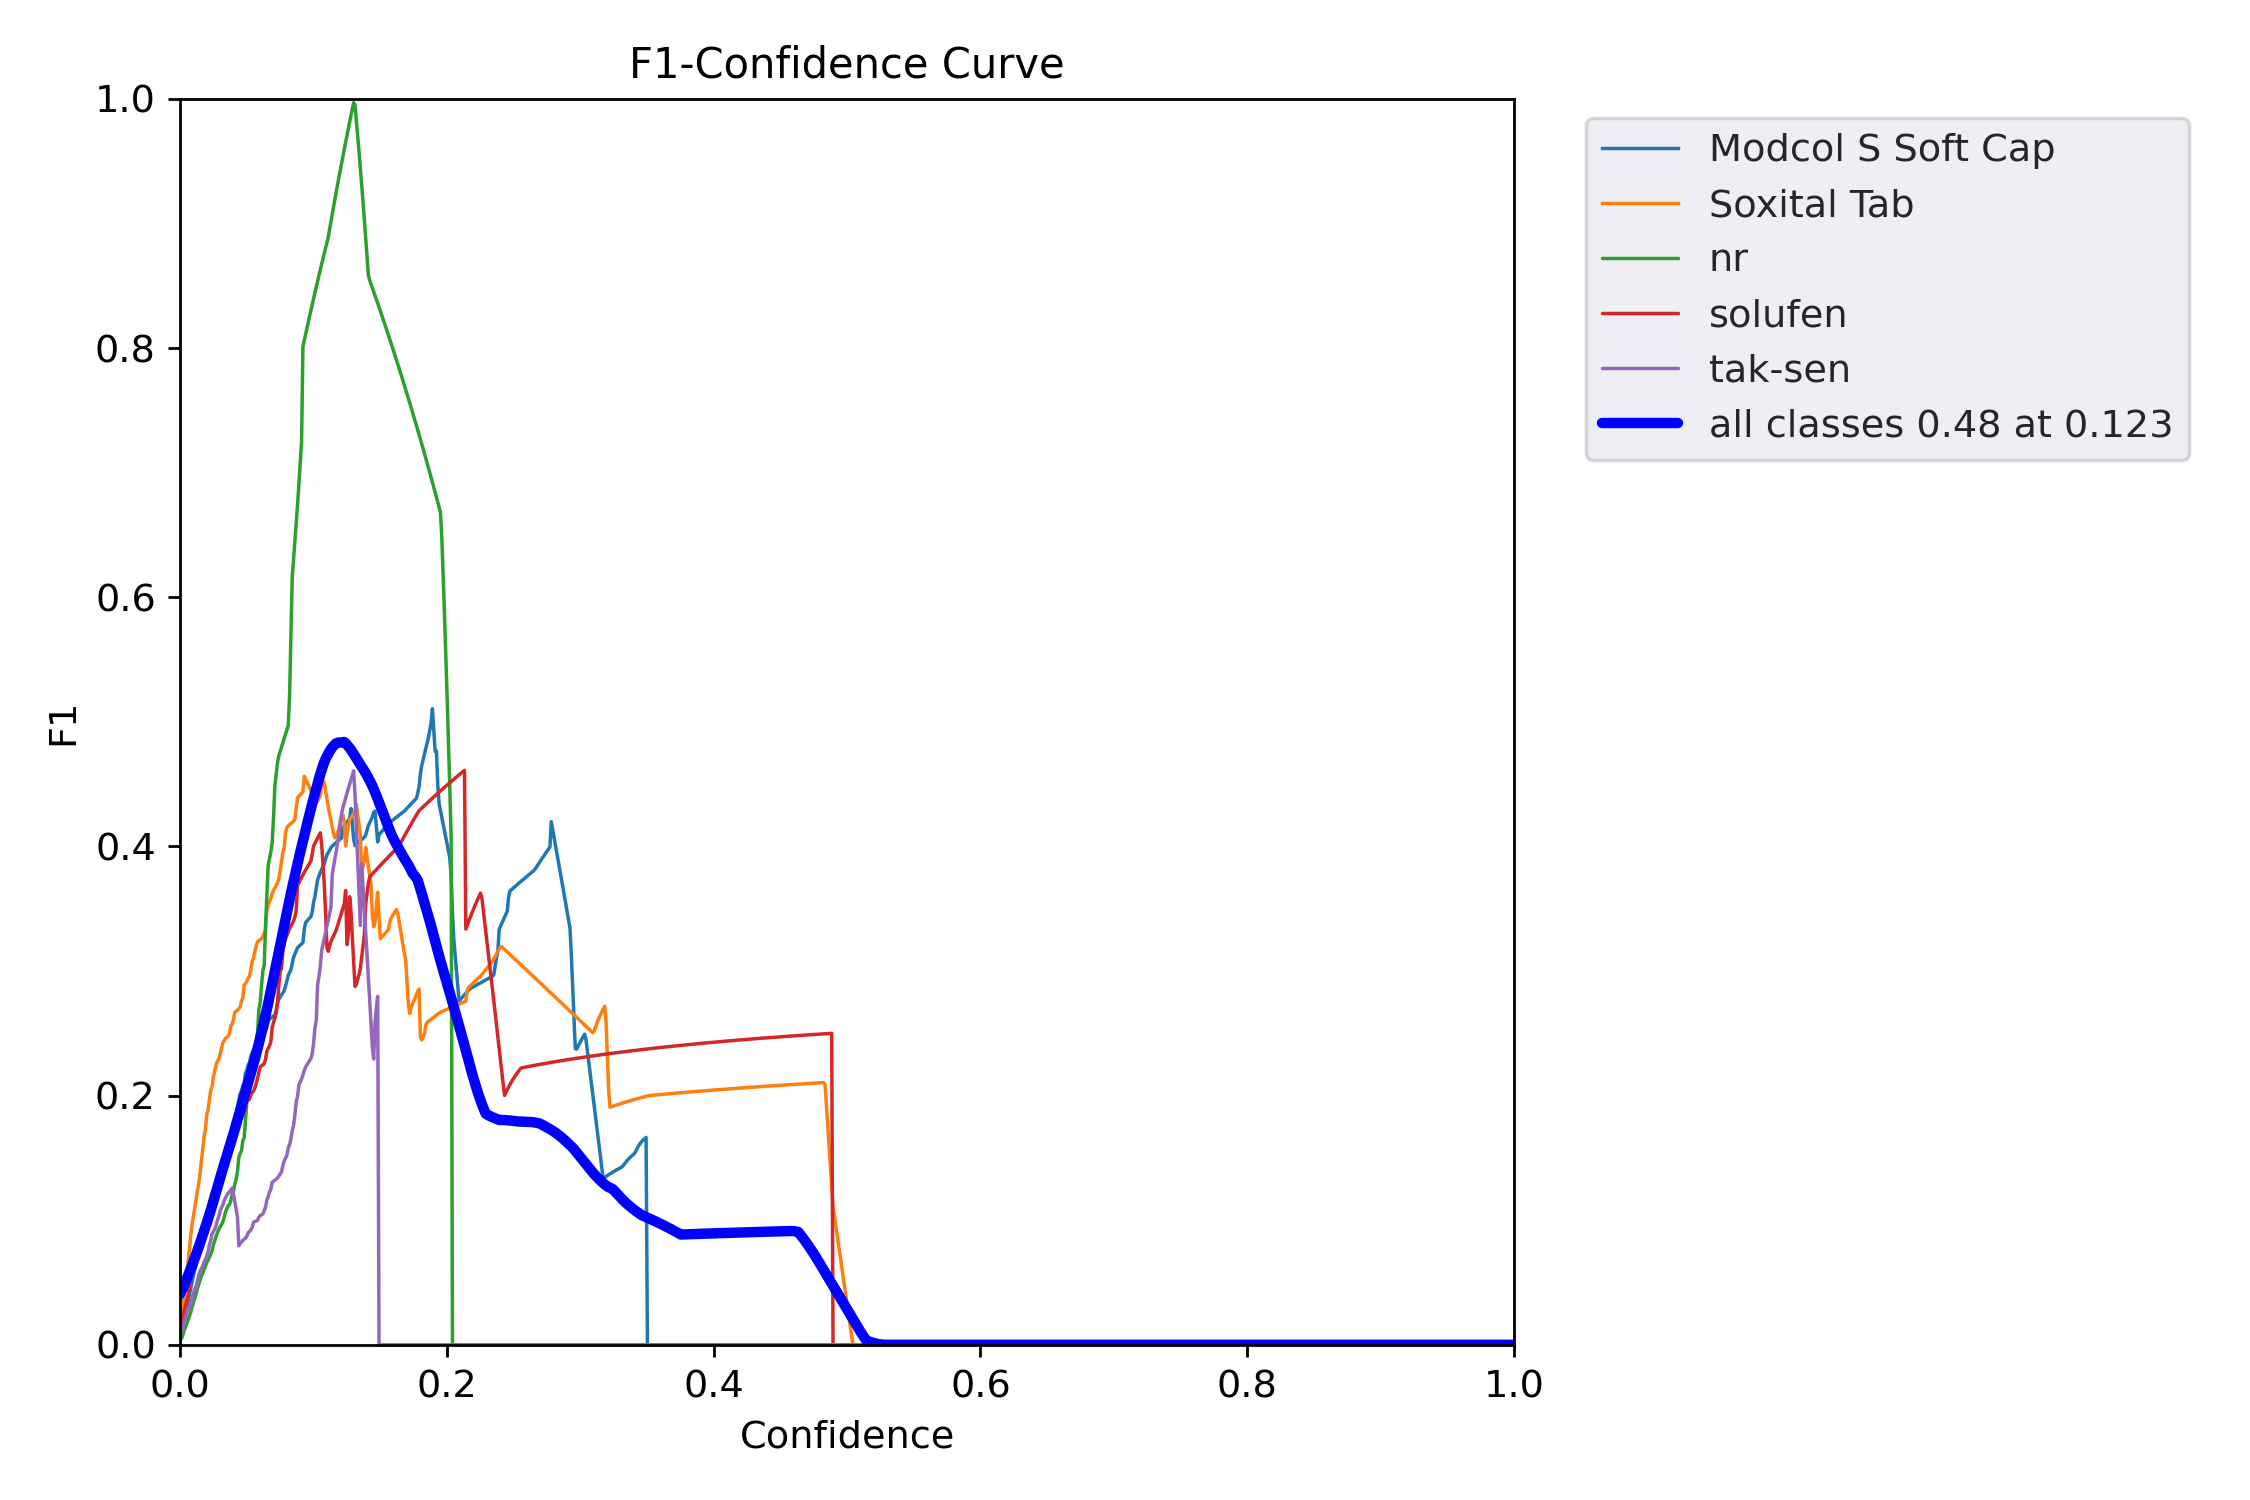 F1-Confidence Curve
1.0
0.8
0.6
0.4
0.2
0.0
F1
0.0 0.2 0.4 0.6 0.8 1.0
Confidence
Modcol S Soft Cap
Soxital Tab
nr
solufen
tak-sen
all classes 0.48 at 0.123